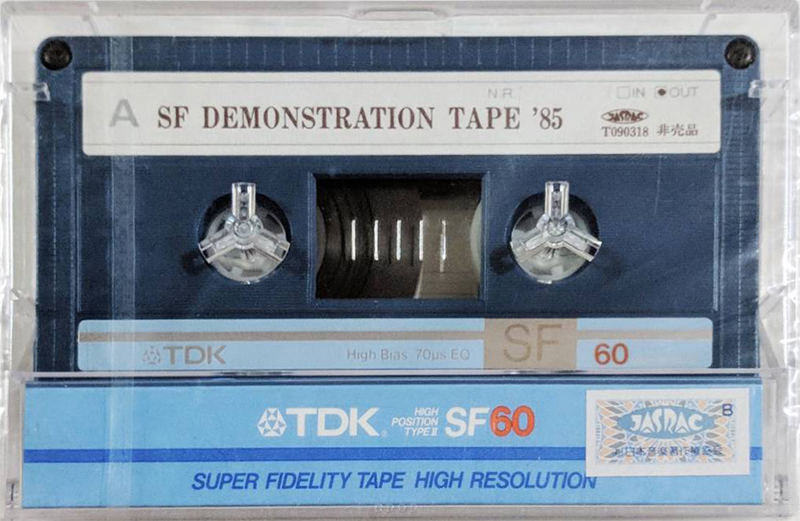 N.R.
IN OUT
A SF DEMONSTRATION TAPE '85
JASRAC
T090318 非売品
TDK High Bias 70µs EQ SF 60
TDK HIGH POSITION TYPE II SF60
JASRAC B
SUPER FIDELITY TAPE HIGH RESOLUTION